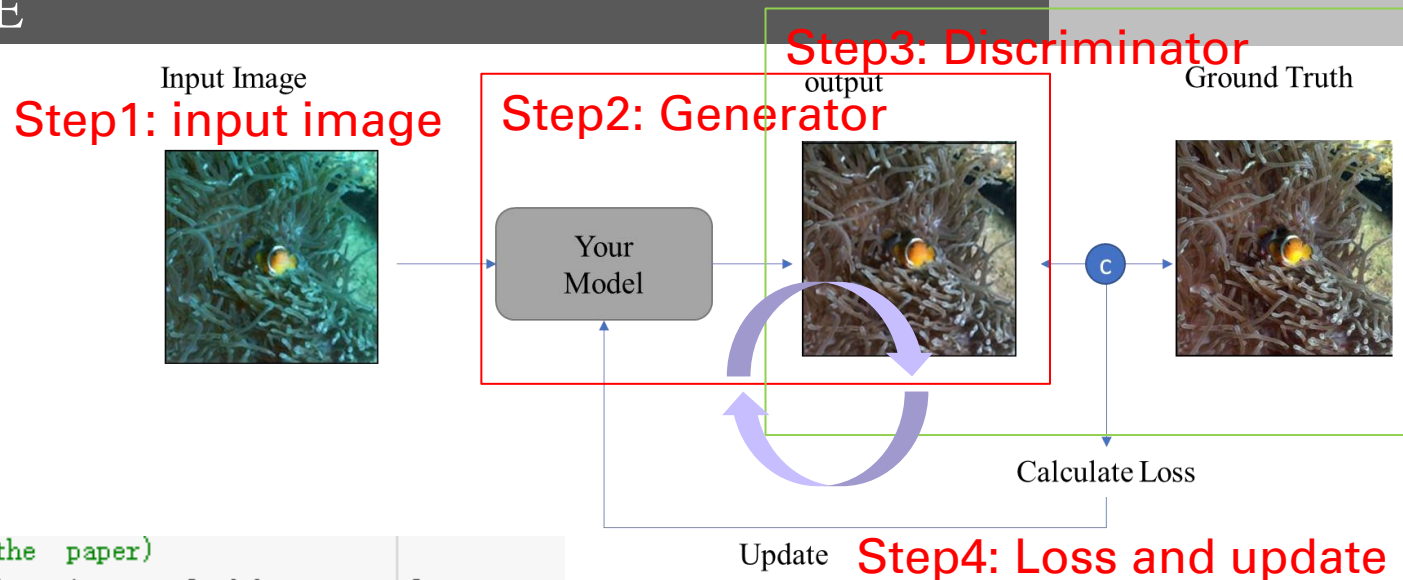 E
Step3: Discriminator
Input Image
output
Ground Truth
Step1: input image
Step2: Generator
Your
Model
c
Calculate Loss
the paper)
Update
Step4: Loss and update